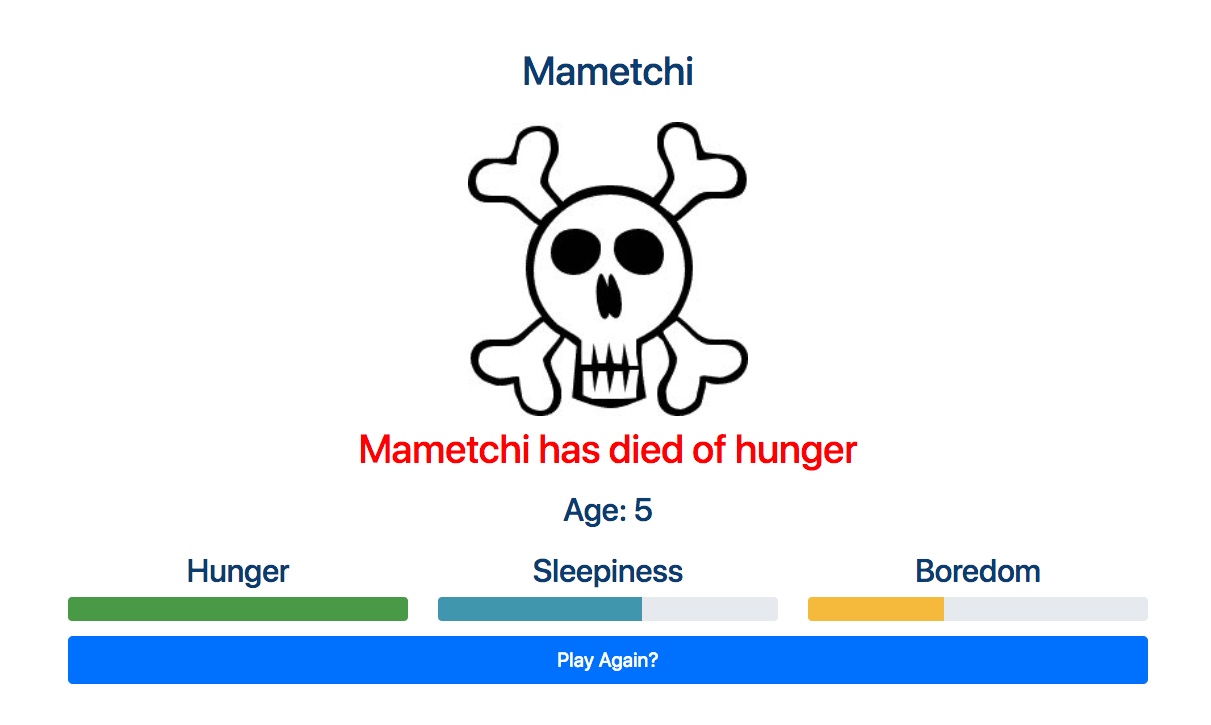 Mametchi
Mametchi has died of hunger
Age: 5
Hunger Sleepiness Boredom
Play Again?